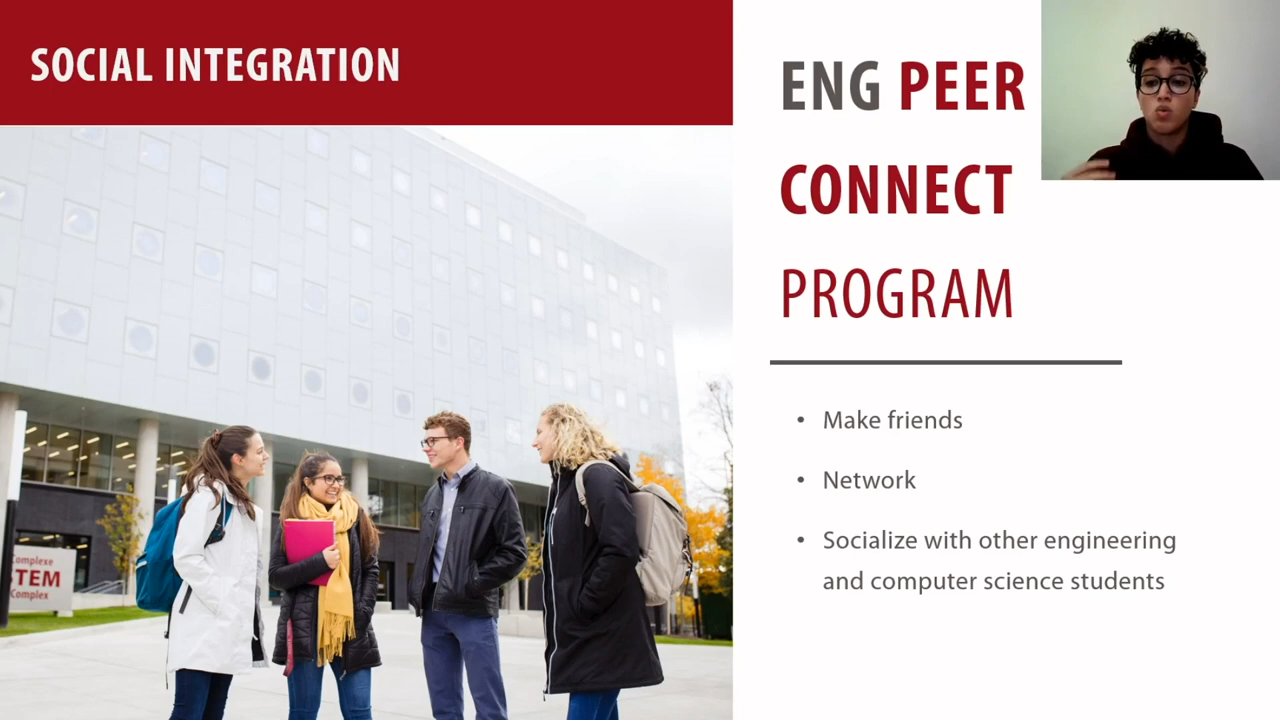 SOCIAL INTEGRATION
ENG PEER
CONNECT
PROGRAM
• Make friends
• Network
• Socialize with other engineering
and computer science students
Complexe
STEM
Complex